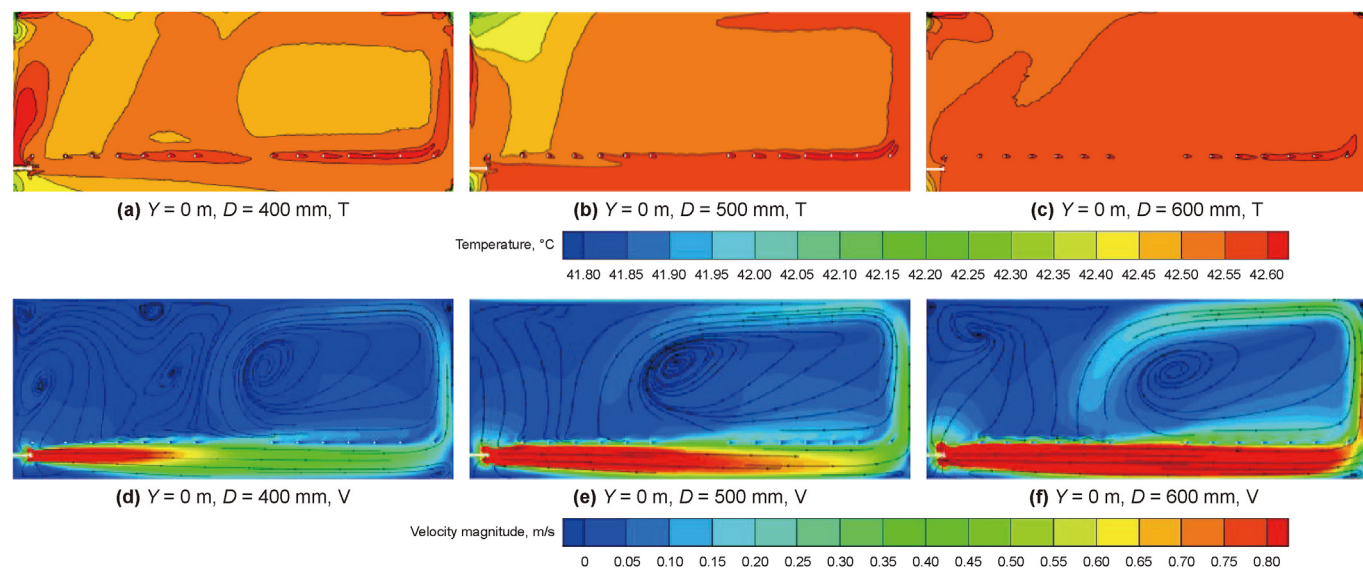 (a) Y = 0 m, D = 400 mm, T
(b) Y = 0 m, D = 500 mm, T
(c) Y = 0 m, D = 600 mm, T
Temperature, °C
41.80 41.85 41.90 41.95 42.00 42.05 42.10 42.15 42.20 42.25 42.30 42.35 42.40 42.45 42.50 42.55 42.60
(d) Y = 0 m, D = 400 mm, V
(e) Y = 0 m, D = 500 mm, V
(f) Y = 0 m, D = 600 mm, V
Velocity magnitude, m/s
0 0.05 0.10 0.15 0.20 0.25 0.30 0.35 0.40 0.45 0.50 0.55 0.60 0.65 0.70 0.75 0.80